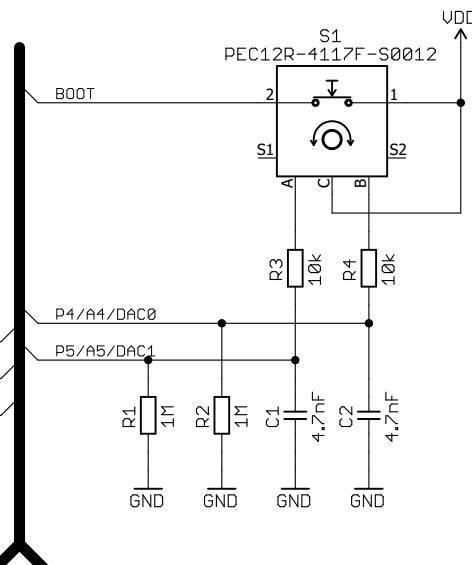 VDD
S1
PEC12R-4117F-S0012
BOOT
2
1
S1
S2
A
C
B
R3
10k
R4
10k
P4/A4/DAC0
P5/A5/DAC1
R1
1M
R2
1M
C1
4.7nF
C2
4.7nF
GND
GND
GND
GND